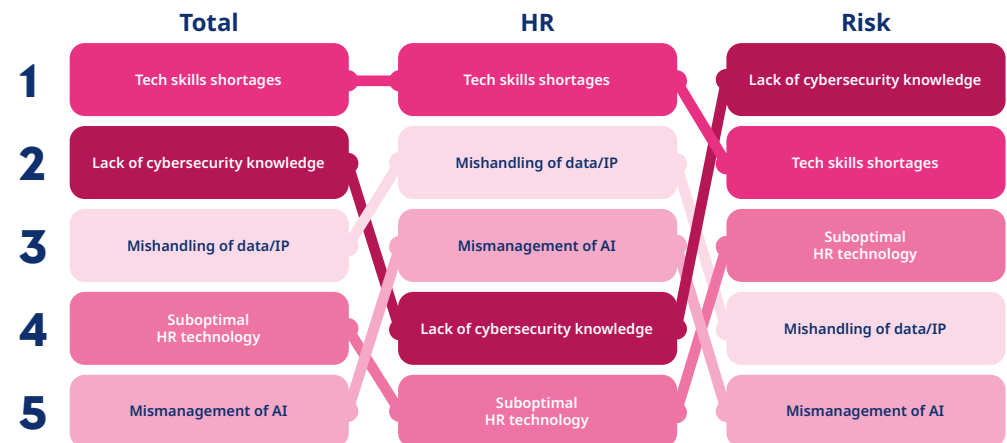 Total HR Risk
1 Tech skills shortages Tech skills shortages Lack of cybersecurity knowledge
2 Lack of cybersecurity knowledge Mishandling of data/IP Tech skills shortages
3 Mishandling of data/IP Mismanagement of AI Suboptimal
HR technology
4 Suboptimal
HR technology Lack of cybersecurity knowledge Mishandling of data/IP
5 Mismanagement of AI Suboptimal
HR technology Mismanagement of AI